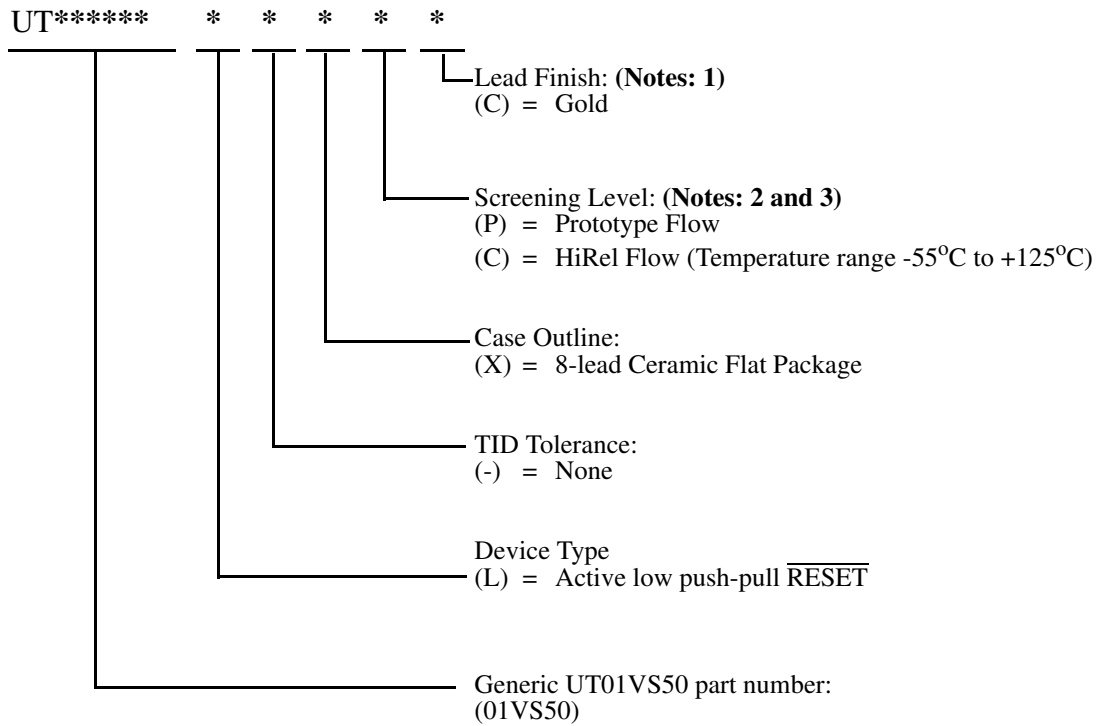 UT****** * * * * *
Lead Finish: (Notes: 1)
(C) = Gold
Screening Level: (Notes: 2 and 3)
(P) = Prototype Flow
(C) = HiRel Flow (Temperature range -55°C to +125°C)
Case Outline:
(X) = 8-lead Ceramic Flat Package
TID Tolerance:
(-) = None
Device Type
(L) = Active low push-pull R̅E̅S̅E̅T̅
Generic UT01VS50 part number:
(01VS50)